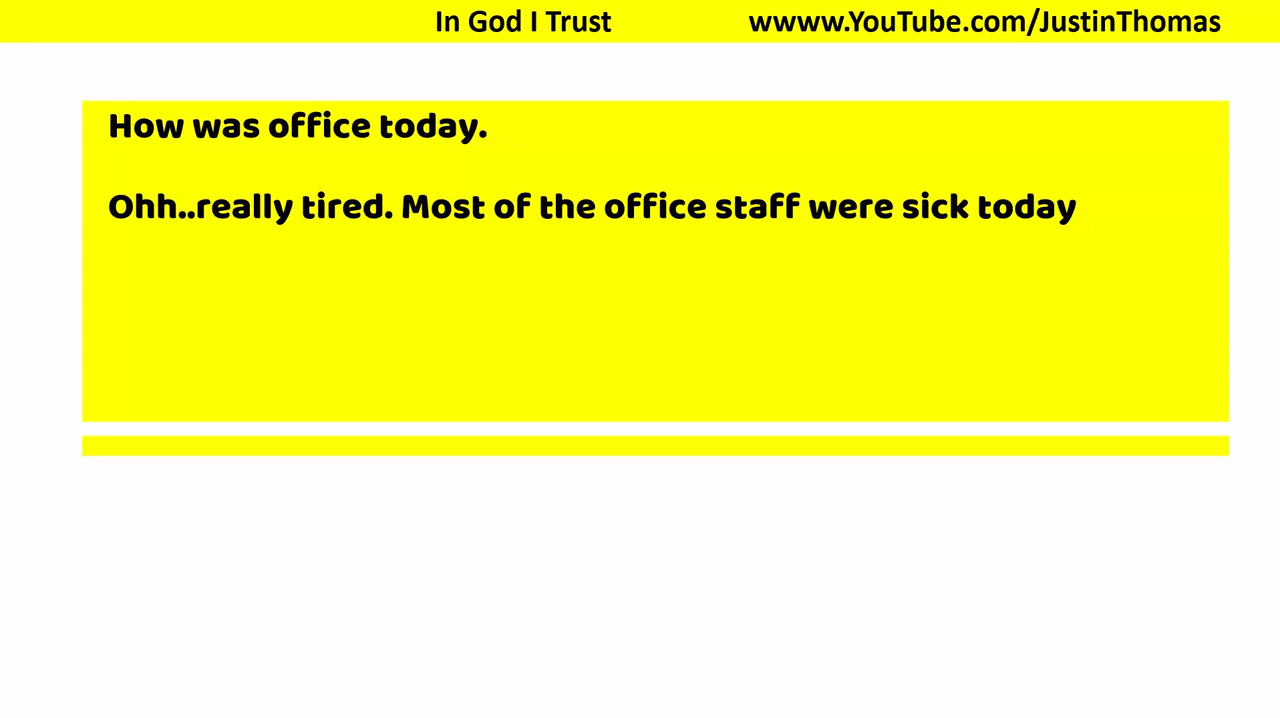 In God I Trust wwww.YouTube.com/JustinThomas
How was office today.
Ohh..really tired. Most of the office staff were sick today